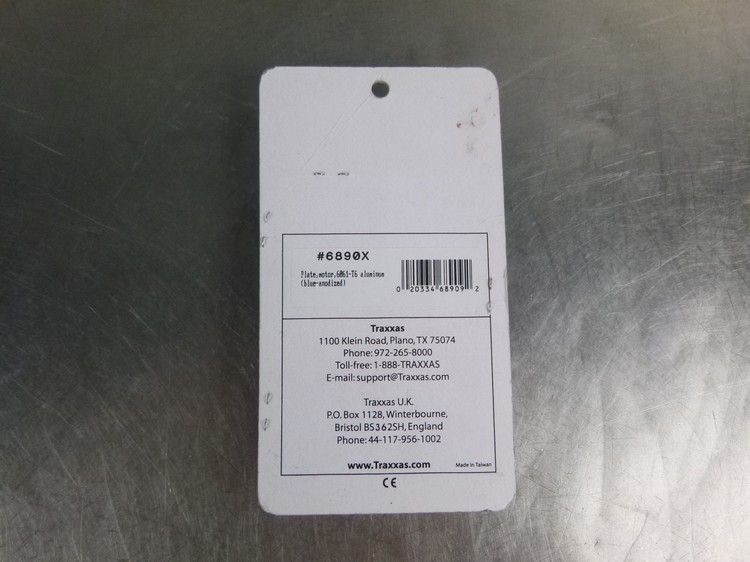 #6890X
Plate,motor,6061-T6 aluminum
(blue-anodized)
0 20334 68909 2
Traxxas
1100 Klein Road, Plano, TX 75074
Phone: 972-265-8000
Toll-free: 1-888-TRAXXAS
E-mail: support@Traxxas.com
Traxxas U.K.
P.O. Box 1128, Winterbourne,
Bristol BS362SH, England
Phone: 44-117-956-1002
www.Traxxas.com
Made in Taiwan
CE